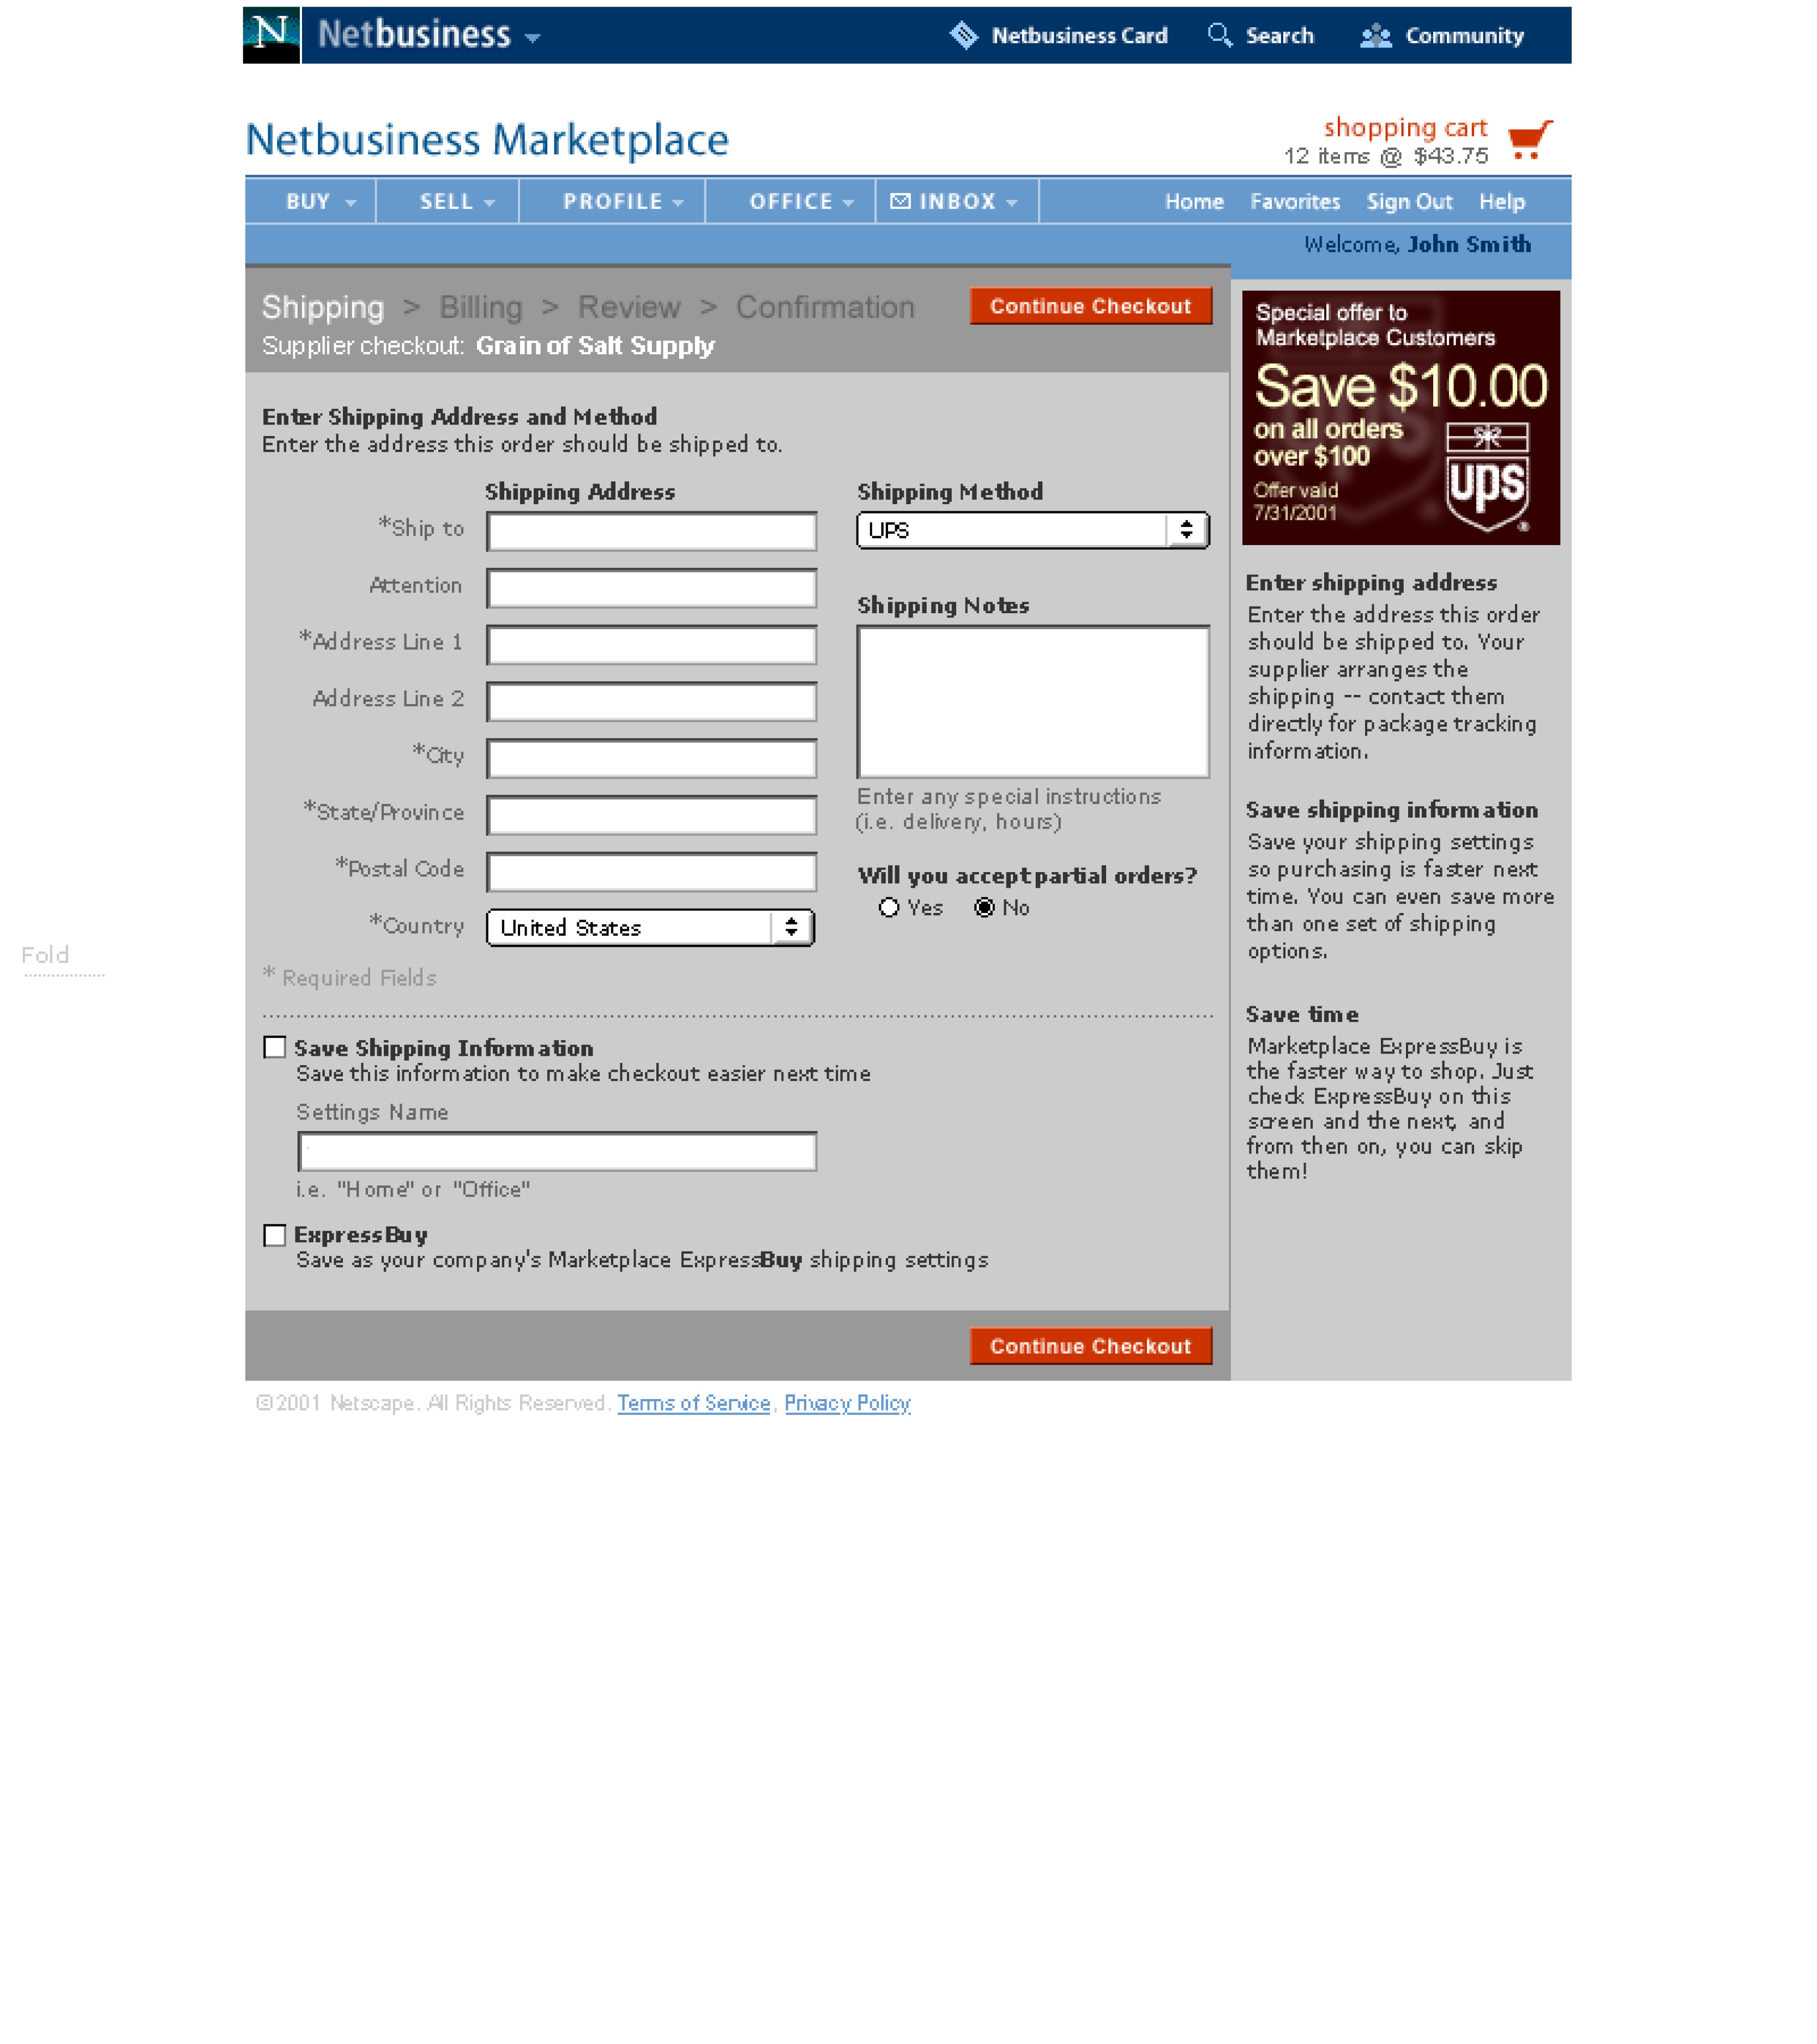 N Netbusiness Netbusiness Card Search Community
Netbusiness Marketplace
shopping cart
12 items @ $43.75
BUY SELL PROFILE OFFICE INBOX Home Favorites Sign Out Help
Welcome, John Smith
Shipping > Billing > Review > Confirmation Continue Checkout
Supplier checkout: Grain of Salt Supply
Enter Shipping Address and Method
Enter the address this order should be shipped to.
Shipping Address
*Ship to
Attention
*Address Line 1
Address Line 2
*City
*State/Province
*Postal Code
*Country United States
* Required Fields
Shipping Method
UPS
Shipping Notes
Enter any special instructions
(i.e. delivery, hours)
Will you accept partial orders?
Yes No
Fold
Save Shipping Information
Save this information to make checkout easier next time
Settings Name
i.e. "Home" or "Office"
ExpressBuy
Save as your company's Marketplace ExpressBuy shipping settings
Continue Checkout
Special offer to
Marketplace Customers
Save $10.00
on all orders
over $100
Offer valid
7/31/2001
ups
Enter shipping address
Enter the address this order
should be shipped to. Your
supplier arranges the
shipping -- contact them
directly for package tracking
information.
Save shipping information
Save your shipping settings
so purchasing is faster next
time. You can even save more
than one set of shipping
options.
Save time
Marketplace ExpressBuy is
the faster way to shop. Just
check ExpressBuy on this
screen and the next, and
from then on, you can skip
them!
©2001 Netscape. All Rights Reserved. Terms of Service, Privacy Policy